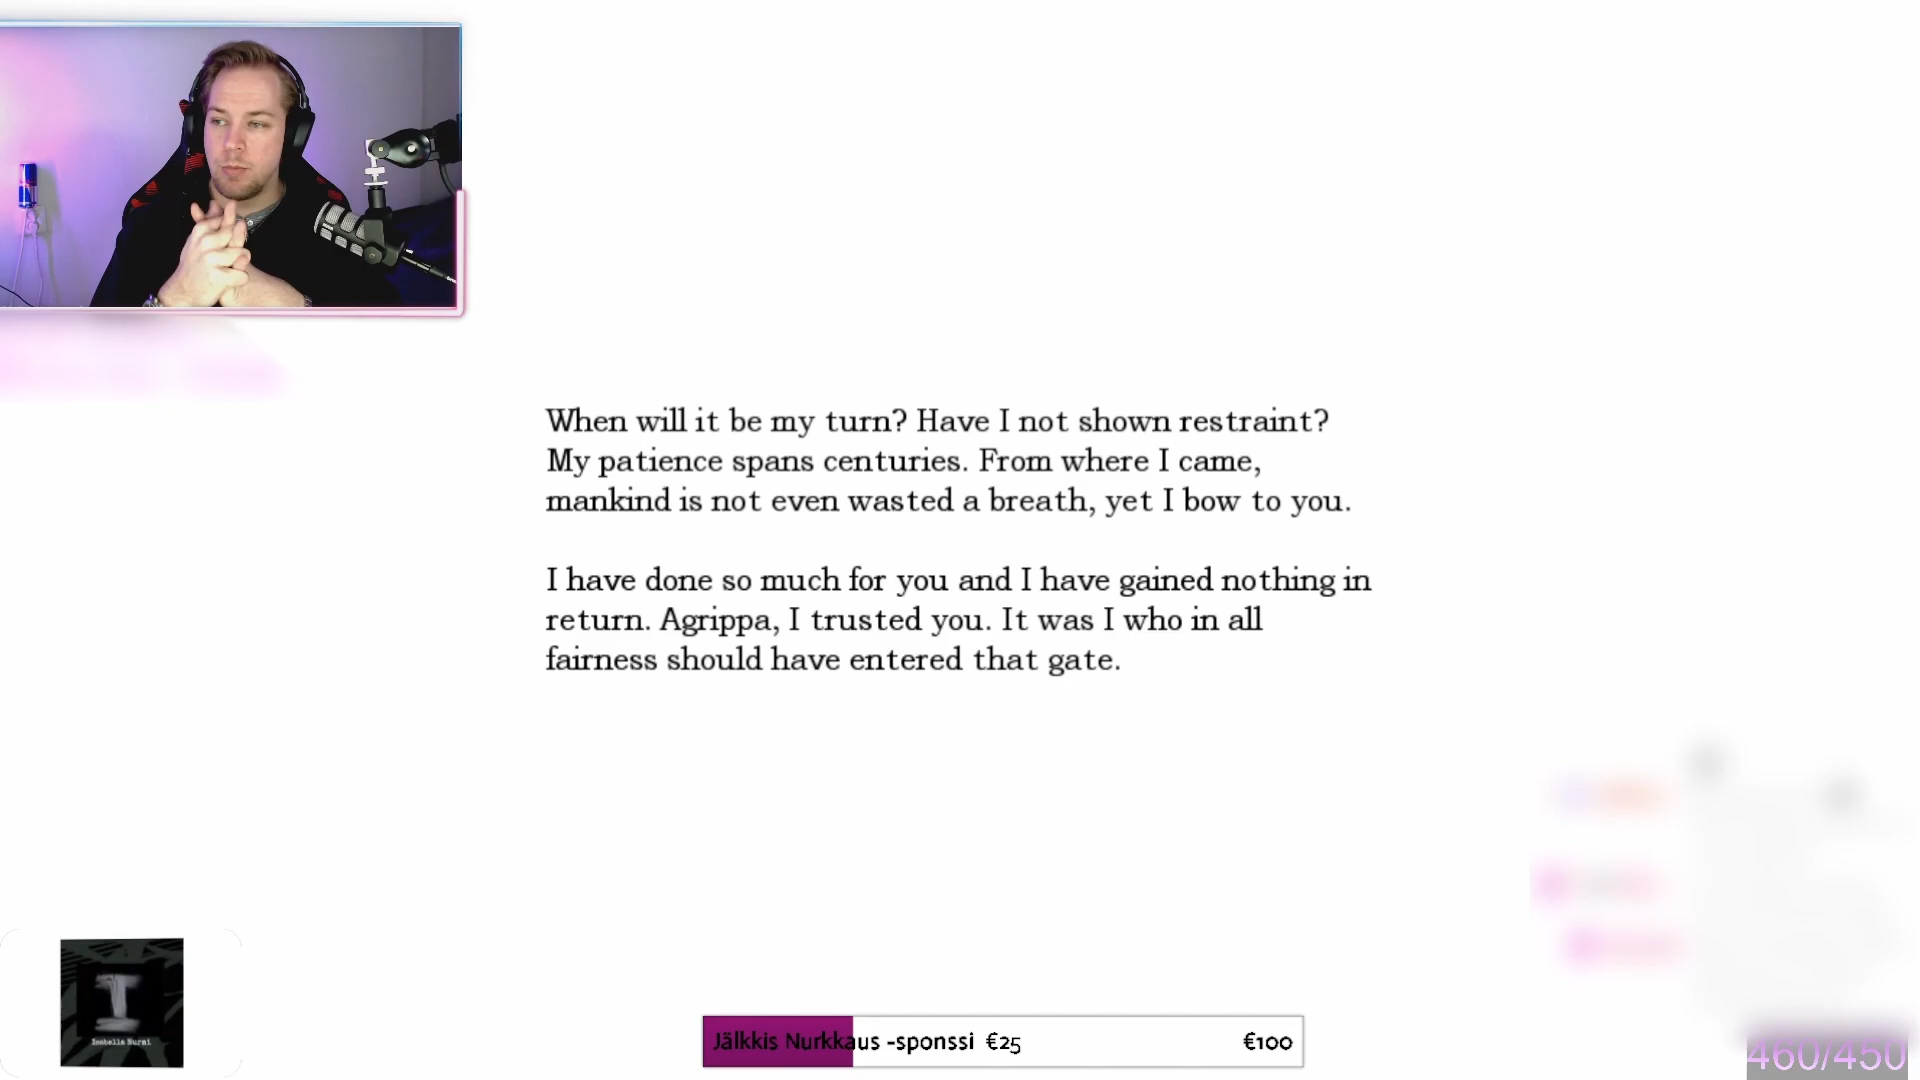 When will it be my turn? Have I not shown restraint?
My patience spans centuries. From where I came,
mankind is not even wasted a breath, yet I bow to you.
I have done so much for you and I have gained nothing in
return. Agrippa, I trusted you. It was I who in all
fairness should have entered that gate.
I
Isabella Nurmi
Jälkkis Nurkkaus -sponssi €25 €100
460/450